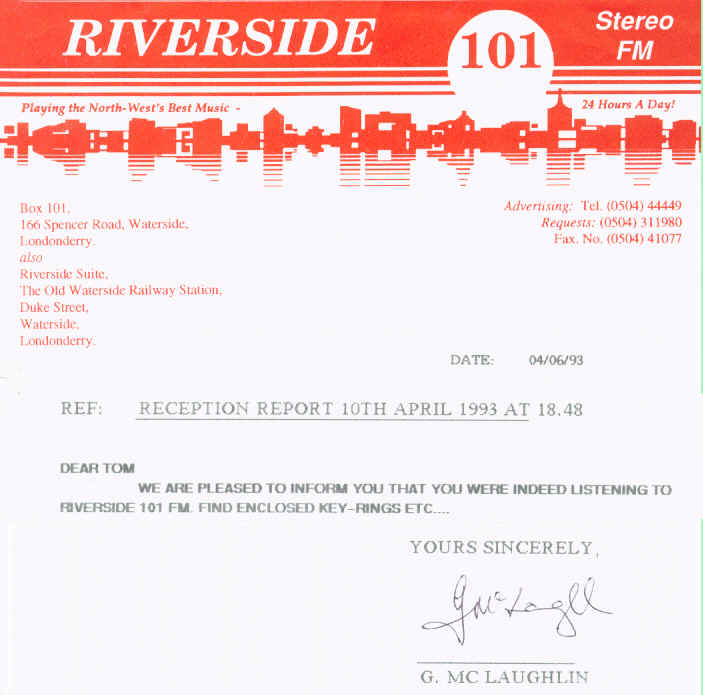 RIVERSIDE 101 Stereo FM
Playing the North-West's Best Music - 24 Hours A Day!
Box 101,
166 Spencer Road, Waterside,
Londonderry.
also
Riverside Suite,
The Old Waterside Railway Station,
Duke Street,
Waterside,
Londonderry.
Advertising: Tel. (0504) 44449
Requests: (0504) 311980
Fax. No. (0504) 41077
DATE: 04/06/93
REF: RECEPTION REPORT 10TH APRIL 1993 AT 18.48
DEAR TOM
WE ARE PLEASED TO INFORM YOU THAT YOU WERE INDEED LISTENING TO
RIVERSIDE 101 FM. FIND ENCLOSED KEY-RINGS ETC....
YOURS SINCERELY,
G. MC LAUGHLIN